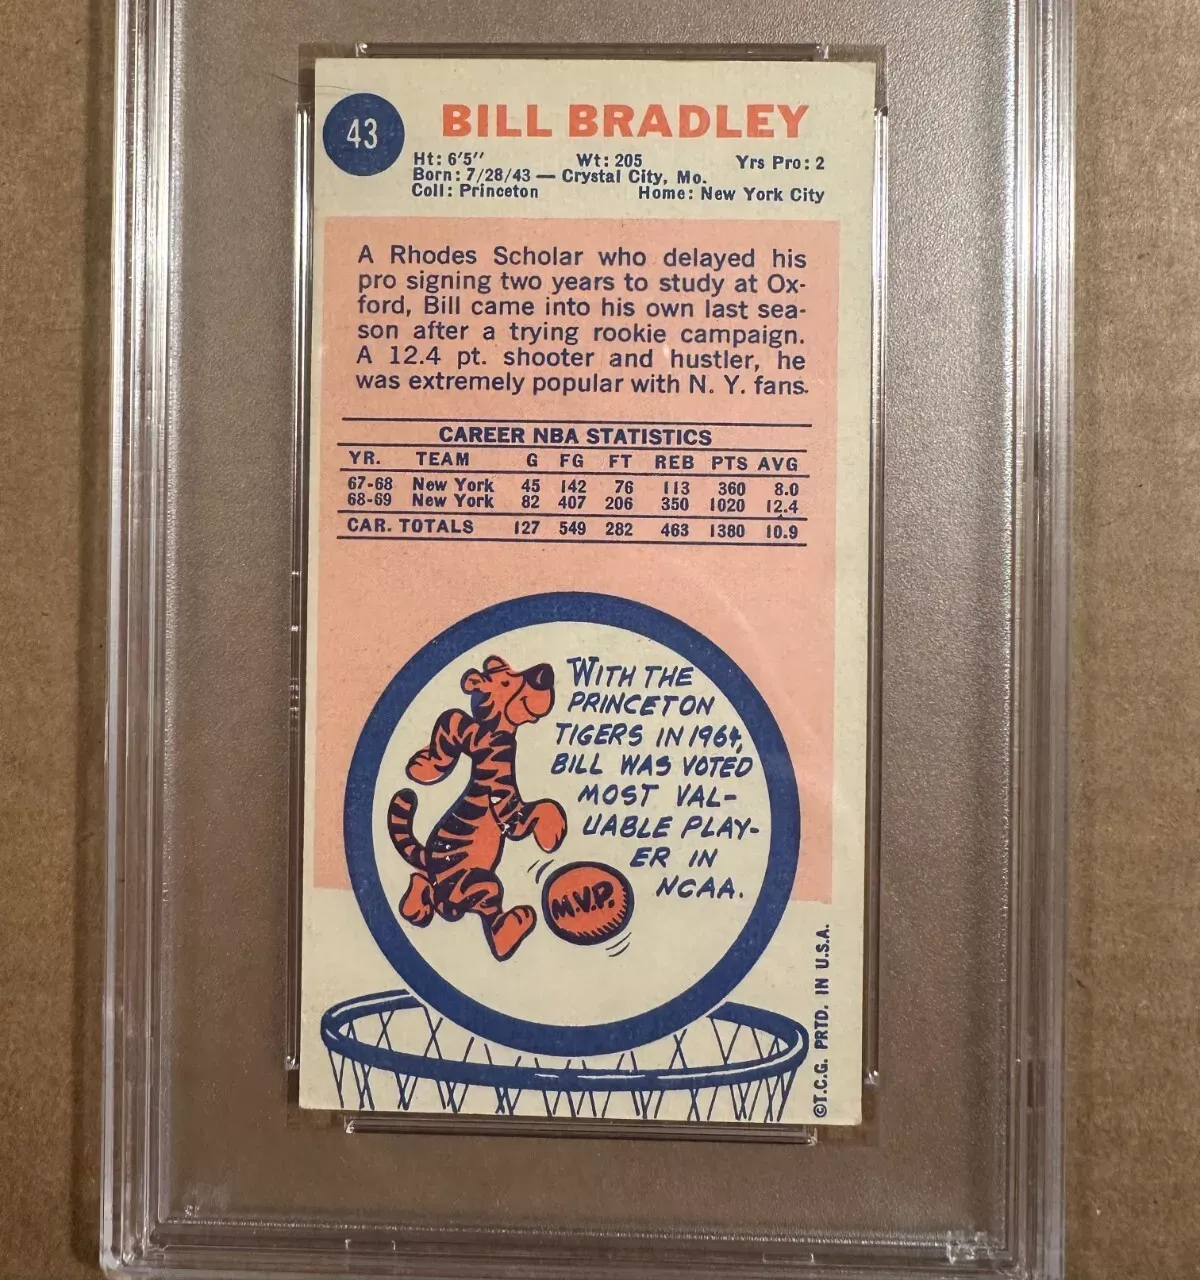 43
BILL BRADLEY
Ht: 6'5" Wt: 205 Yrs Pro: 2
Born: 7/28/43 — Crystal City, Mo.
Coll: Princeton Home: New York City
A Rhodes Scholar who delayed his
pro signing two years to study at Ox-
ford, Bill came into his own last sea-
son after a trying rookie campaign.
A 12.4 pt. shooter and hustler, he
was extremely popular with N. Y. fans.
CAREER NBA STATISTICS
YR. TEAM G FG FT REB PTS AVG
67-68 New York 45 142 76 113 360 8.0
68-69 New York 82 407 206 350 1020 12.4
CAR. TOTALS 127 549 282 463 1380 10.9
WITH THE
PRINCETON
TIGERS IN 1964,
BILL WAS VOTED
MOST VAL-
UABLE PLAY-
ER IN
NCAA.
M.V.P.
©T.C.G. PRTD. IN U.S.A.